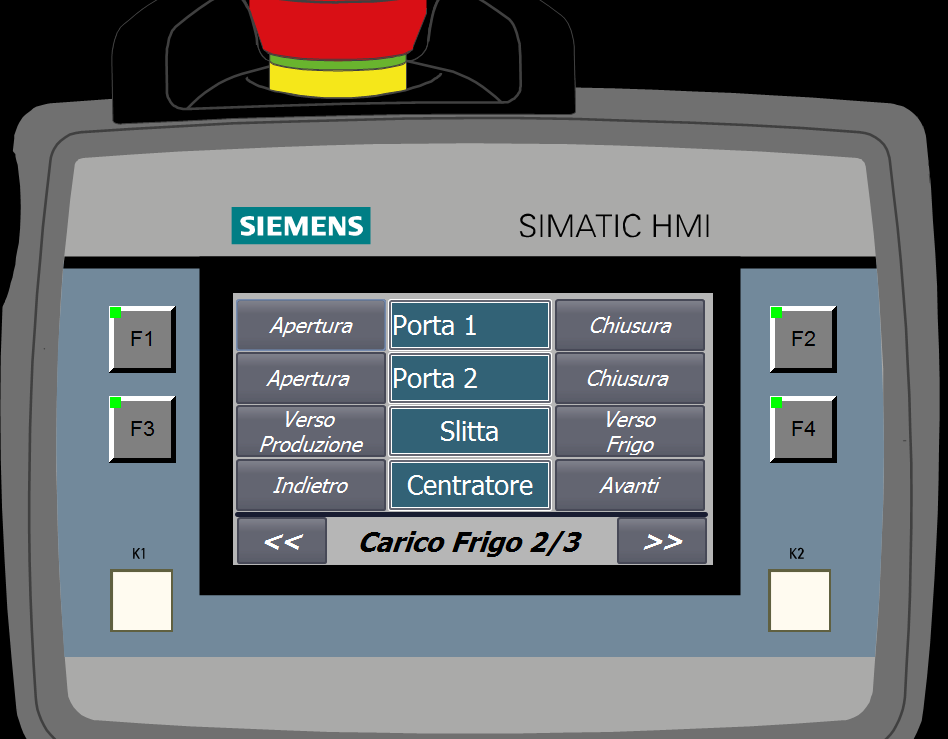 SIEMENS
SIMATIC HMI
F1
F2
F3
F4
Apertura
Porta 1
Chiusura
Apertura
Porta 2
Chiusura
Verso
Produzione
Slitta
Verso
Frigo
Indietro
Centratore
Avanti
<<
Carico Frigo 2/3
>>
K1
K2